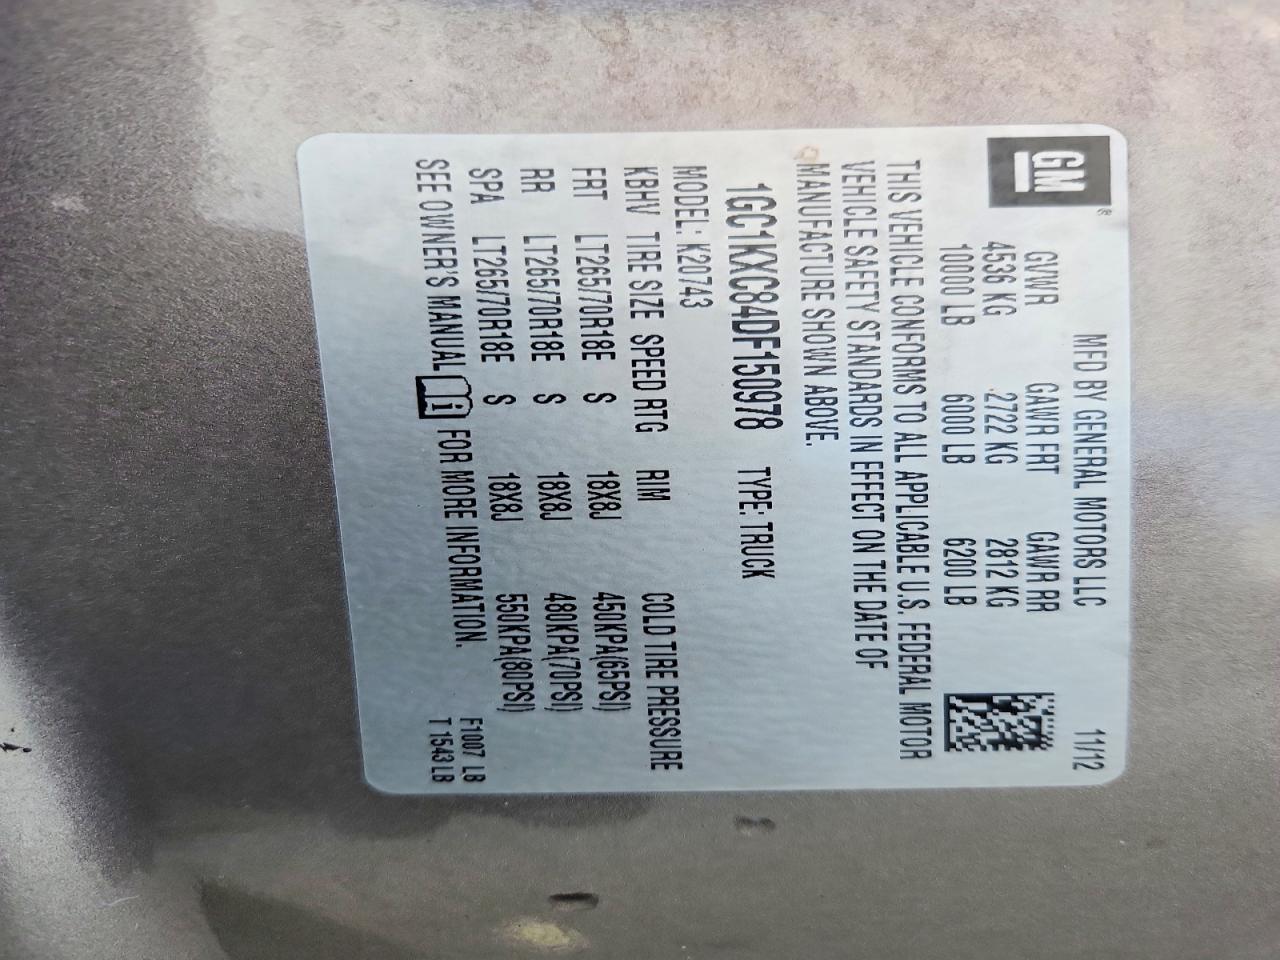 GM®
MFD BY GENERAL MOTORS LLC 11/12
GVWR GAWR FRT GAWR RR
4536 KG 2722 KG 2812 KG
10000 LB 6000 LB 6200 LB
THIS VEHICLE CONFORMS TO ALL APPLICABLE U.S. FEDERAL MOTOR
VEHICLE SAFETY STANDARDS IN EFFECT ON THE DATE OF
MANUFACTURE SHOWN ABOVE.
1GC1KXC84DF150978 TYPE: TRUCK
MODEL: K20743
KBHV TIRE SIZE SPEED RTG RIM COLD TIRE PRESSURE
FRT LT265/70R18E S 18X8J 450KPA(65PSI)
RR LT265/70R18E S 18X8J 480KPA(70PSI)
SPA LT265/70R18E S 18X8J 550KPA(80PSI)
SEE OWNER'S MANUAL i FOR MORE INFORMATION.
F1007 LB
T 1543 LB